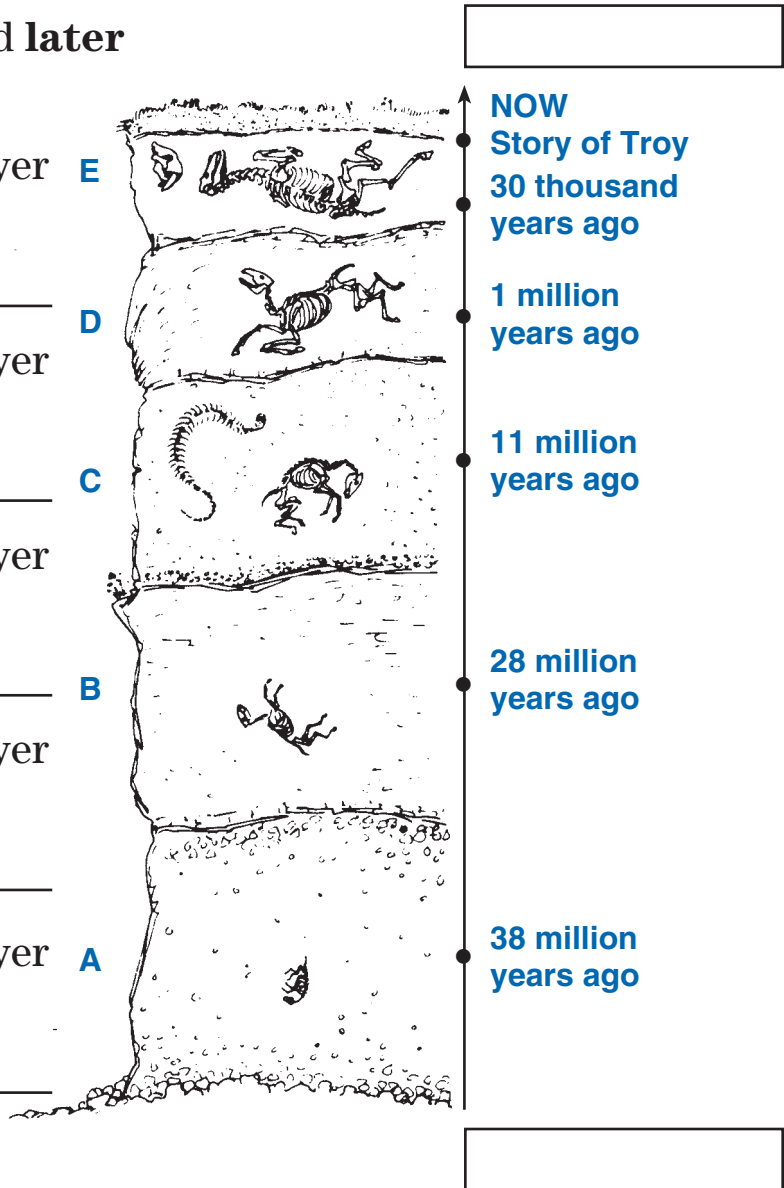 d later
NOW
Story of Troy
yer
E
30 thousand
years ago
1 million
years ago
D
yer
11 million
years ago
C
yer
28 million
years ago
B
yer
38 million
years ago
yer
A